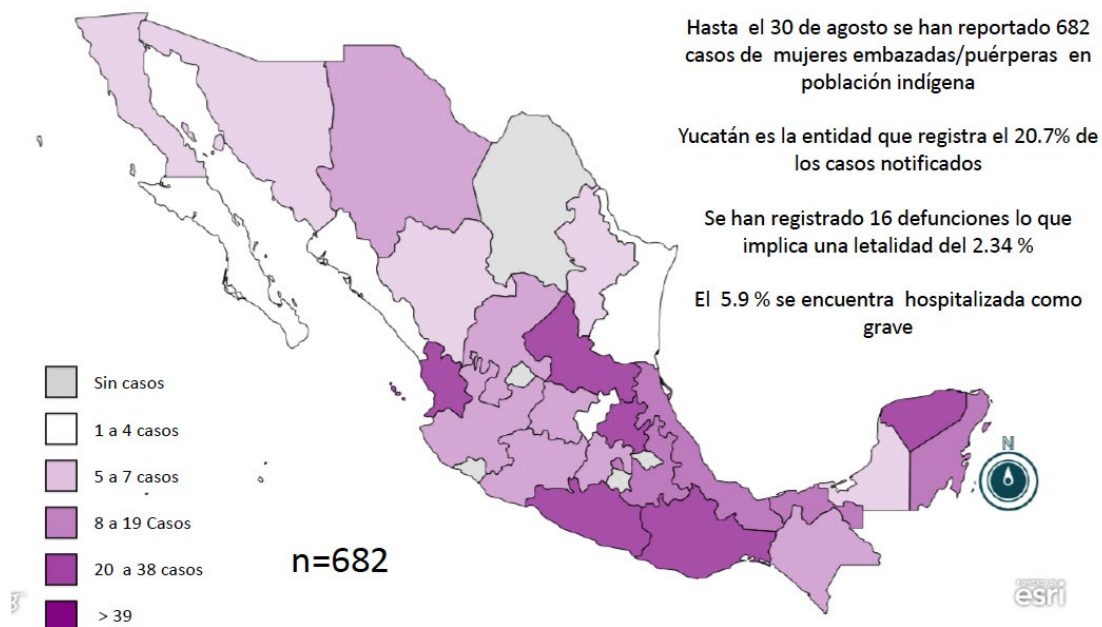 Hasta el 30 de agosto se han reportado 682
casos de mujeres embazadas/puérperas en
población indígena
Yucatán es la entidad que registra el 20.7% de
los casos notificados
Se han registrado 16 defunciones lo que
implica una letalidad del 2.34 %
El 5.9 % se encuentra hospitalizada como
grave
Sin casos
1 a 4 casos
5 a 7 casos
8 a 19 Casos
20 a 38 casos
> 39
n=682
N
esri